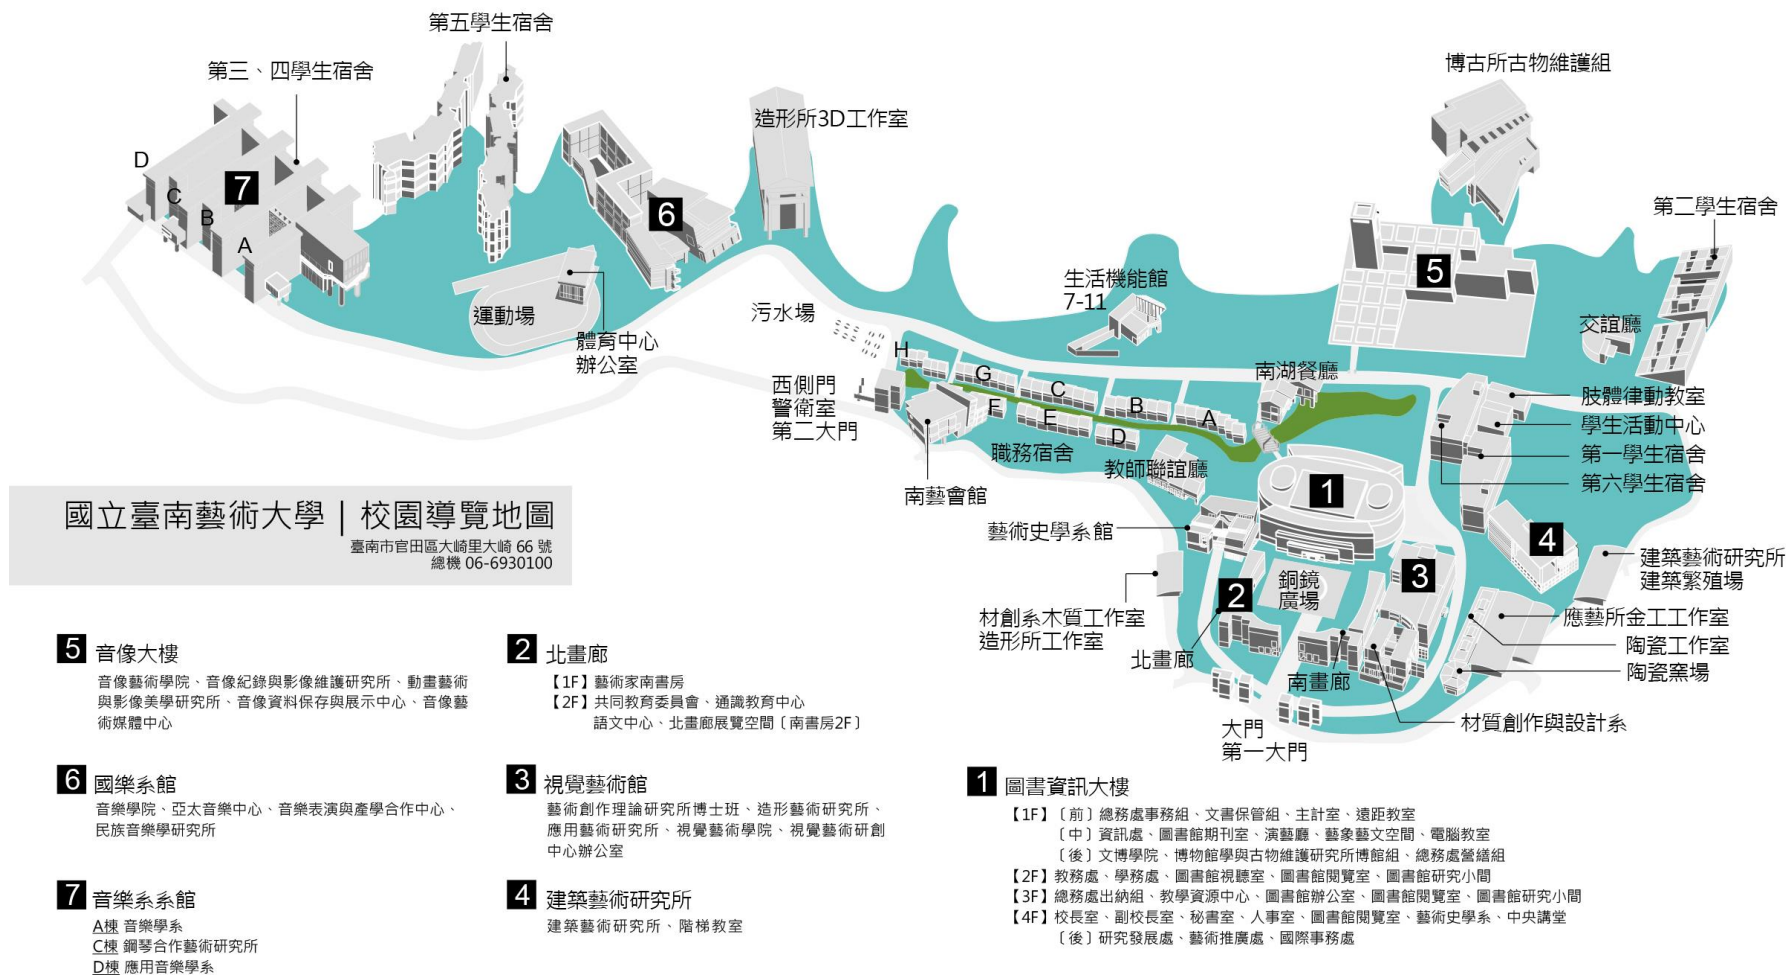 第五學生宿舍
第三、四學生宿舍
博古所古物維護組
造形所3D工作室
D
C
B
A
7
6
第二學生宿舍
5
生活機能館
7-11
運動場
體育中心
辦公室
污水場
交誼廳
H
G
C
B
A
F
E
D
南湖餐廳
西側門
警衛室
第二大門
職務宿舍
教師聯誼廳
南藝會館
肢體律動教室
學生活動中心
第一學生宿舍
第六學生宿舍
1
國立臺南藝術大學｜校園導覽地圖
臺南市官田區大崎里大崎 66 號
總機 06-6930100
藝術史學系館
4
建築藝術研究所
建築繁殖場
3
2
銅鏡
廣場
材創系木質工作室
造形所工作室
應藝所金工工作室
陶瓷工作室
陶瓷窯場
北畫廊
南畫廊
材質創作與設計系
大門
第一大門
5 音像大樓
音像藝術學院、音像紀錄與影像維護研究所、動畫藝術
與影像美學研究所、音像資料保存與展示中心、音像藝
術媒體中心
6 國樂系館
音樂學院、亞太音樂中心、音樂表演與產學合作中心、
民族音樂學研究所
7 音樂系系館
A棟 音樂學系
C棟 鋼琴合作藝術研究所
D棟 應用音樂學系
2 北畫廊
【1F】藝術家南書房
【2F】共同教育委員會、通識教育中心
語文中心、北畫廊展覽空間〔南書房2F〕
3 視覺藝術館
藝術創作理論研究所博士班、造形藝術研究所、
應用藝術研究所、視覺藝術學院、視覺藝術研創
中心辦公室
4 建築藝術研究所
建築藝術研究所、階梯教室
1 圖書資訊大樓
【1F】〔前〕總務處事務組、文書保管組、主計室、遠距教室
〔中〕資訊處、圖書館期刊室、演藝廳、藝象藝文空間、電腦教室
〔後〕文博學院、博物館學與古物維護研究所博館組、總務處營繕組
【2F】教務處、學務處、圖書館視聽室、圖書館閱覽室、圖書館研究小間
【3F】總務處出納組、教學資源中心、圖書館辦公室、圖書館閱覽室、圖書館研究小間
【4F】校長室、副校長室、秘書室、人事室、圖書館閱覽室、藝術史學系、中央講堂
〔後〕研究發展處、藝術推廣處、國際事務處